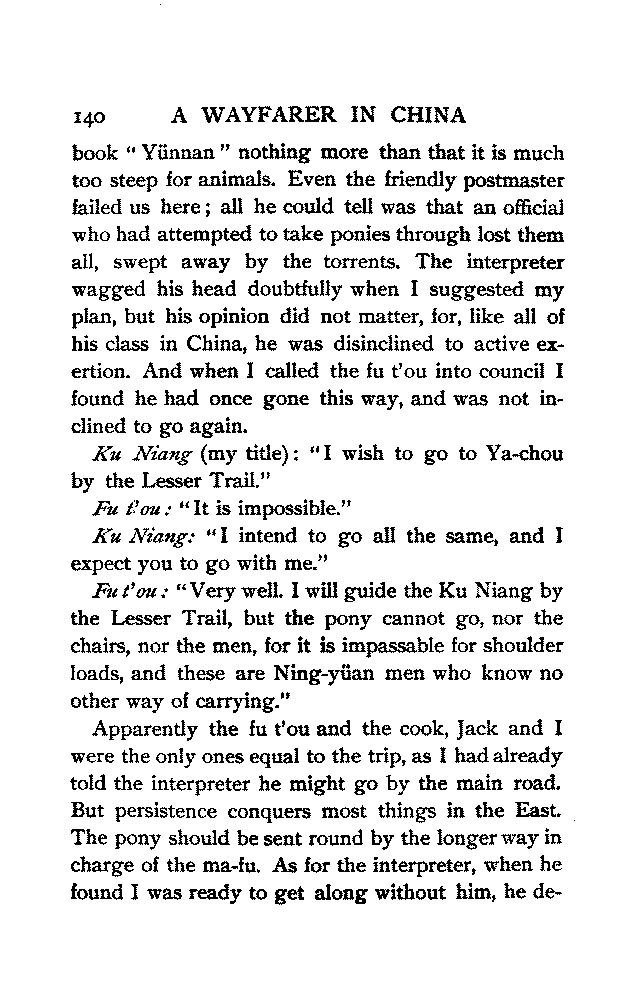 140 A WAYFARER IN CHINA
book “ Yünnan ” nothing more than that it is much
too steep for animals. Even the friendly postmaster
failed us here; all he could tell was that an official
who had attempted to take ponies through lost them
all, swept away by the torrents. The interpreter
wagged his head doubtfully when I suggested my
plan, but his opinion did not matter, for, like all of
his class in China, he was disinclined to active ex-
ertion. And when I called the fu t’ou into council I
found he had once gone this way, and was not in-
clined to go again.
Ku Niang (my title): “I wish to go to Ya-chou
by the Lesser Trail.”
Fu t’ou: “It is impossible.”
Ku Niang: “I intend to go all the same, and I
expect you to go with me.”
Fu t’ou: “Very well. I will guide the Ku Niang by
the Lesser Trail, but the pony cannot go, nor the
chairs, nor the men, for it is impassable for shoulder
loads, and these are Ning-yüan men who know no
other way of carrying.”
Apparently the fu t’ou and the cook, Jack and I
were the only ones equal to the trip, as I had already
told the interpreter he might go by the main road.
But persistence conquers most things in the East.
The pony should be sent round by the longer way in
charge of the ma-fu. As for the interpreter, when he
found I was ready to get along without him, he de-